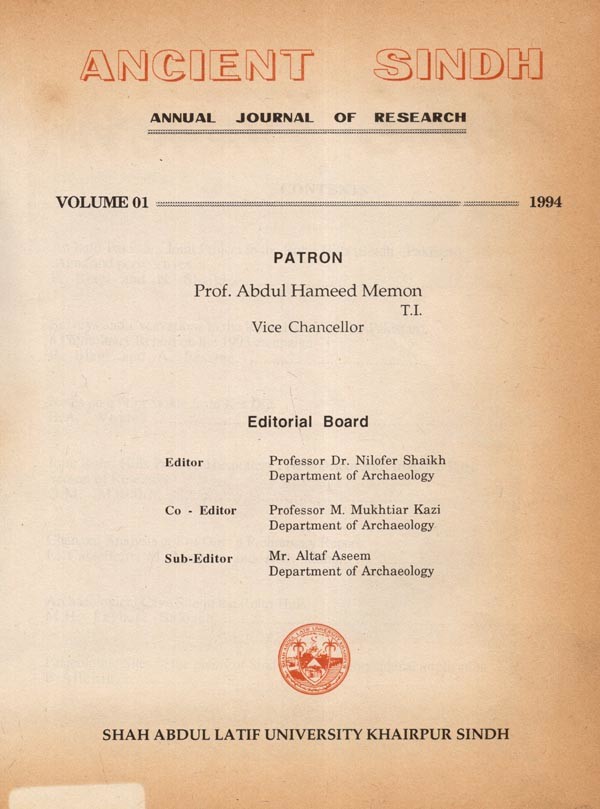 ANCIENT SINDH
ANNUAL JOURNAL OF RESEARCH
VOLUME 01 1994
CONTENTS
PATRON
Prof. Abdul Hameed Memon
T.I.
Vice Chancellor
Editorial Board
Editor Professor Dr. Nilofer Shaikh
Department of Archaeology
Co - Editor Professor M. Mukhtiar Kazi
Department of Archaeology
Sub-Editor Mr. Altaf Aseem
Department of Archaeology
SHAH ABDUL LATIF UNIVERSITY KHAIRPUR SINDH